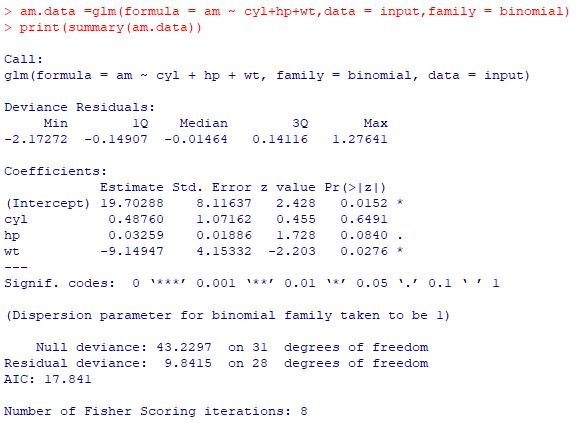 > am.data =glm(formula = am ~ cyl+hp+wt,data = input,family = binomial)
> print(summary(am.data))
Call:
glm(formula = am ~ cyl + hp + wt, family = binomial, data = input)
Deviance Residuals:
Min 1Q Median 3Q Max
-2.17272 -0.14907 -0.01464 0.14116 1.27641
Coefficients:
Estimate Std. Error z value Pr(>|z|)
(Intercept) 19.70288 8.11637 2.428 0.0152 *
cyl 0.48760 1.07162 0.455 0.6491
hp 0.03259 0.01886 1.728 0.0840 .
wt -9.14947 4.15332 -2.203 0.0276 *
---
Signif. codes: 0 ‘***’ 0.001 ‘**’ 0.01 ‘*’ 0.05 ‘.’ 0.1 ‘ ’ 1
(Dispersion parameter for binomial family taken to be 1)
Null deviance: 43.2297 on 31 degrees of freedom
Residual deviance: 9.8415 on 28 degrees of freedom
AIC: 17.841
Number of Fisher Scoring iterations: 8